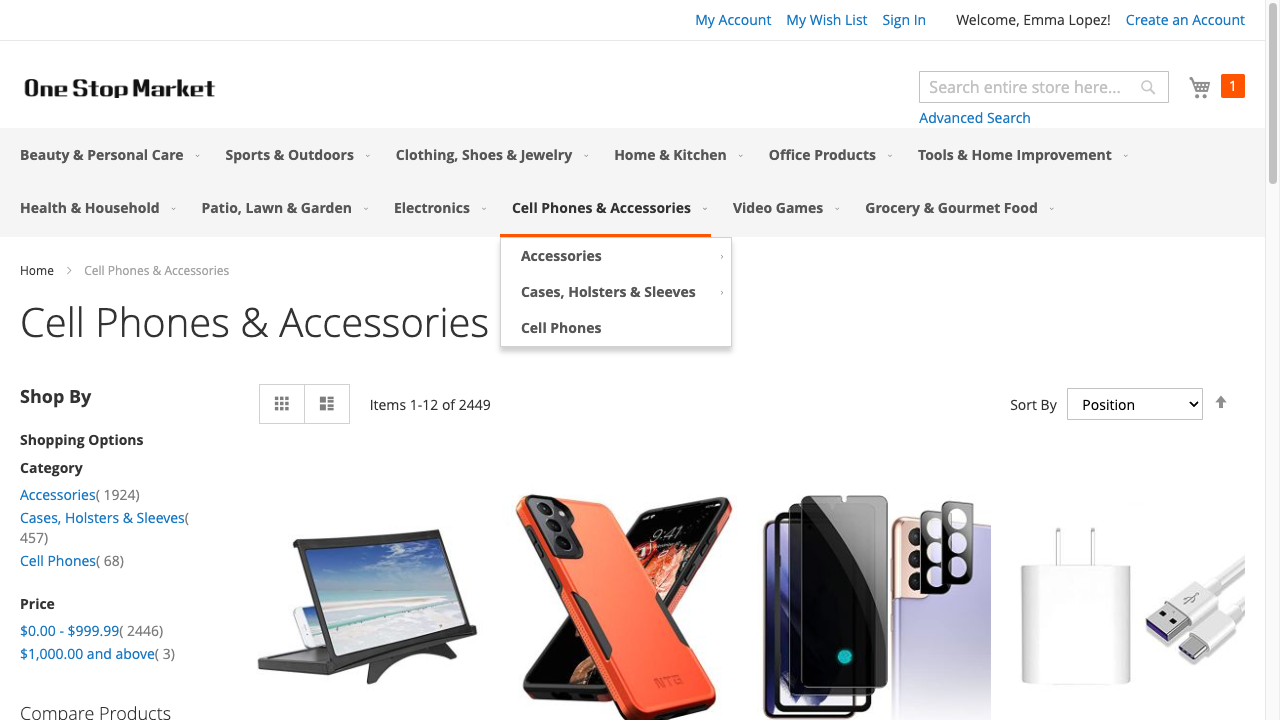 My Account My Wish List Sign In Welcome, Emma Lopez! Create an Account
One Stop Market
Search entire store here...
1
Advanced Search
Beauty & Personal Care Sports & Outdoors Clothing, Shoes & Jewelry Home & Kitchen Office Products Tools & Home Improvement
Health & Household Patio, Lawn & Garden Electronics Cell Phones & Accessories Video Games Grocery & Gourmet Food
Accessories
Cases, Holsters & Sleeves
Cell Phones
Home Cell Phones & Accessories
Cell Phones & Accessories
Shop By
Items 1-12 of 2449
Sort By Position
Shopping Options
Category
Accessories( 1924)
Cases, Holsters & Sleeves(
457)
Cell Phones( 68)
Price
$0.00 - $999.99( 2446)
$1,000.00 and above( 3)
Compare Products
9:41
NTG